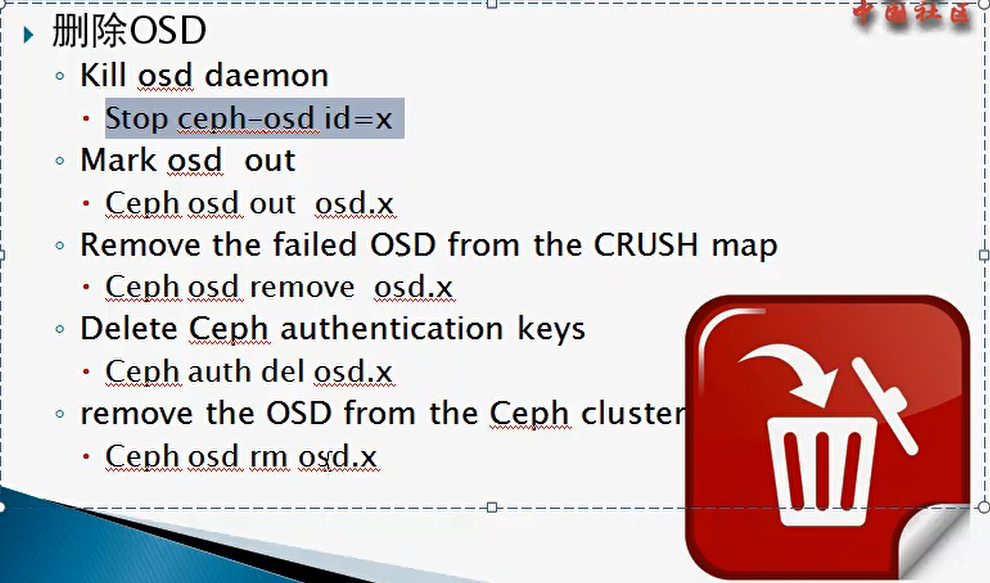 中国社区
删除OSD
Kill osd daemon
Stop ceph-osd id=x
Mark osd out
Ceph osd out osd.x
Remove the failed OSD from the CRUSH map
Ceph osd remove osd.x
Delete Ceph authentication keys
Ceph auth del osd.x
remove the OSD from the Ceph cluster
Ceph osd rm osd.x